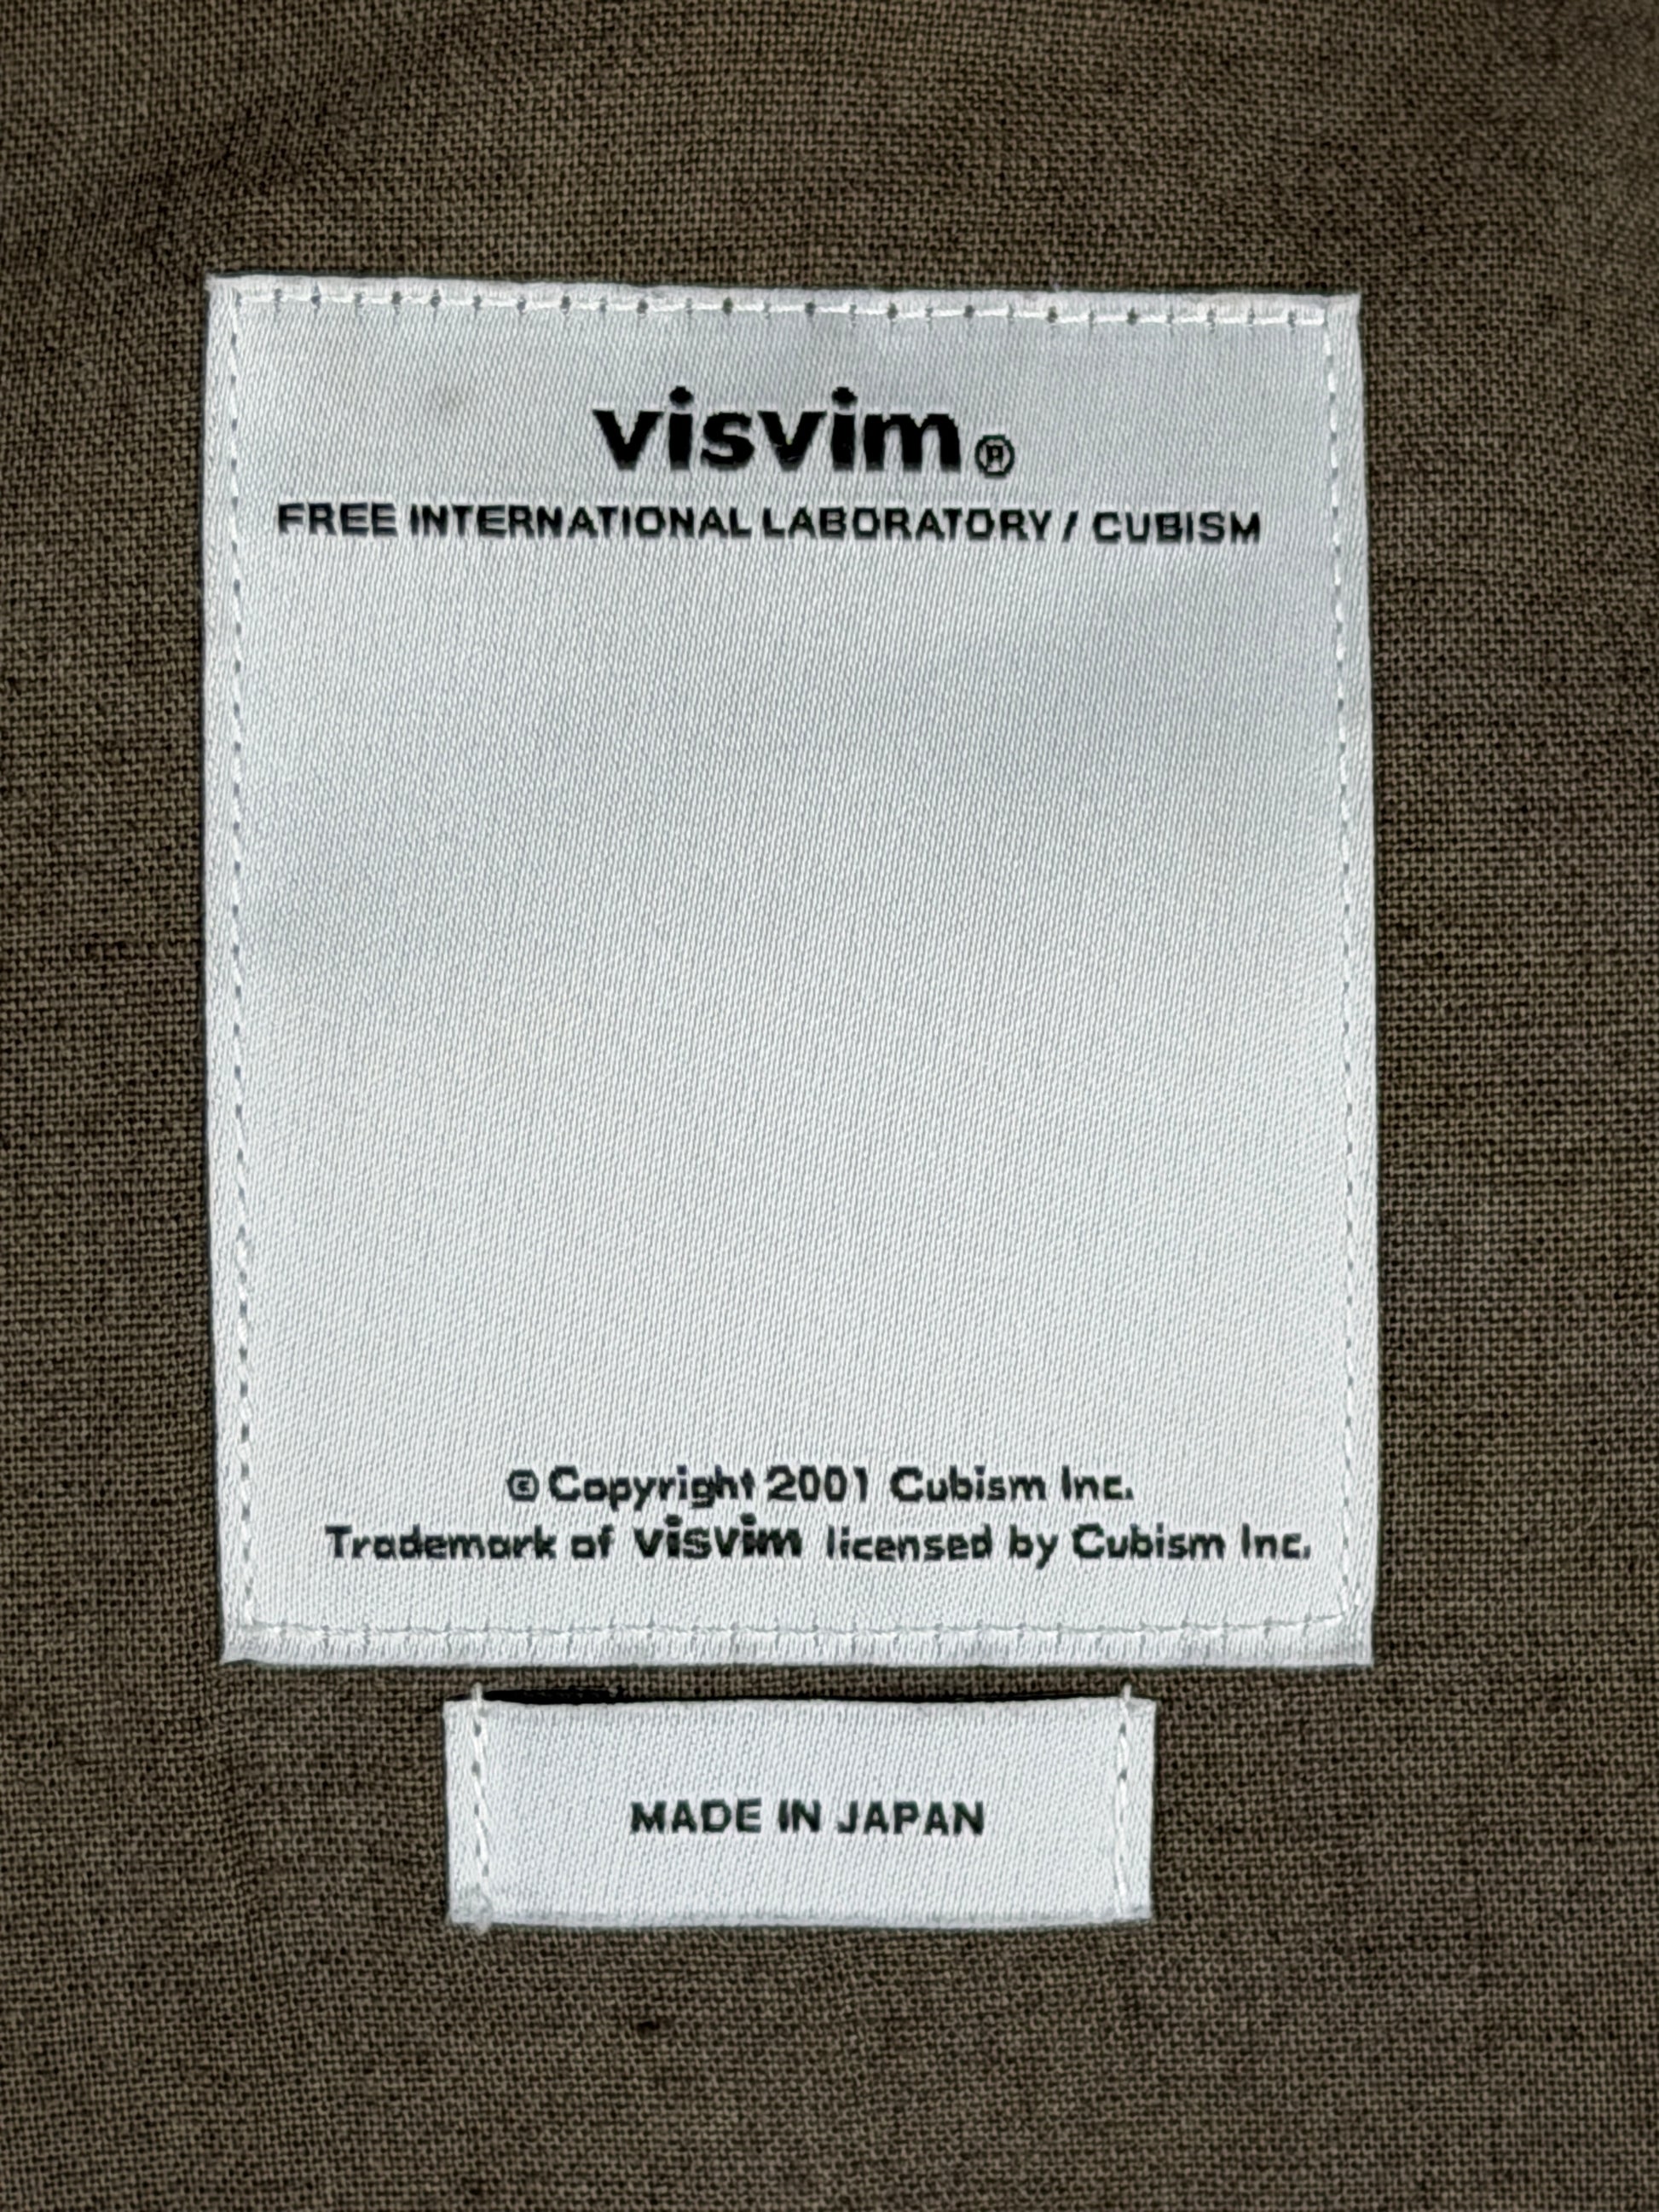 visvim®
FREE INTERNATIONAL LABORATORY / CUBISM
© Copyright 2001 Cubism Inc.
Trademark of visvim licensed by Cubism Inc.
MADE IN JAPAN